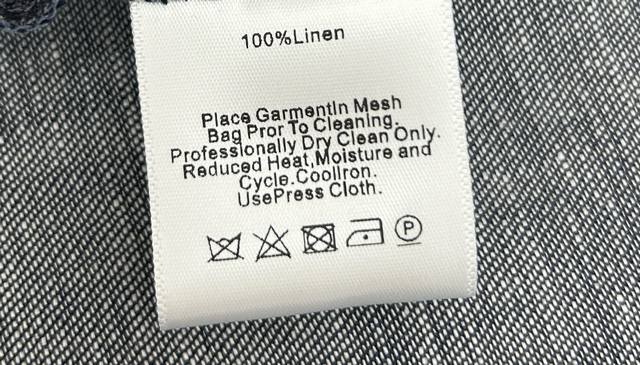 100%Linen
Place GarmentIn Mesh
Bag Pror To Cleaning.
Professionally Dry Clean Only.
Reduced Heat,Moisture and
Cycle.CoolIron.
UsePress Cloth.
P